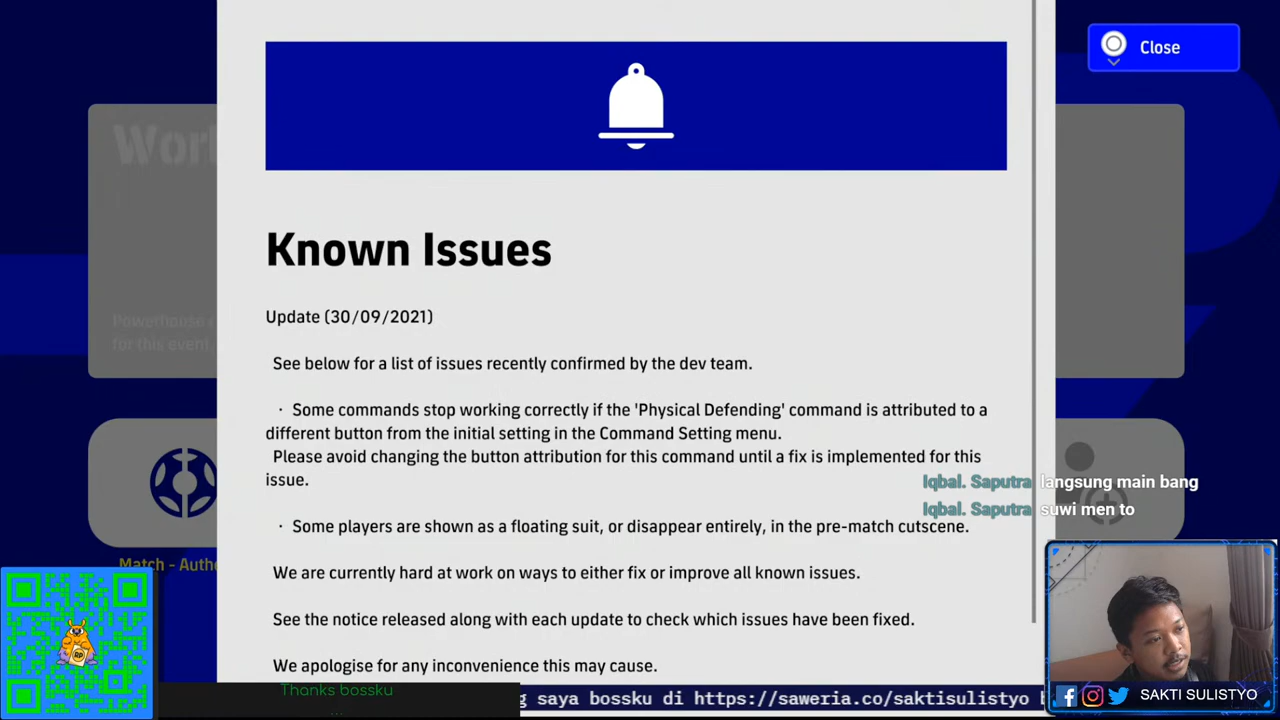 Close
Known Issues
Update (30/09/2021)
See below for a list of issues recently confirmed by the dev team.
· Some commands stop working correctly if the 'Physical Defending' command is attributed to a
different button from the initial setting in the Command Setting menu.
Please avoid changing the button attribution for this command until a fix is implemented for this
issue.
Iqbal. Saputra langsung main bang
Iqbal. Saputra suwi men to
· Some players are shown as a floating suit, or disappear entirely, in the pre-match cutscene.
Match - Authe
We are currently hard at work on ways to either fix or improve all known issues.
See the notice released along with each update to check which issues have been fixed.
We apologise for any inconvenience this may cause.
Thanks bossku
...
saya bossku di https://saweria.co/saktisulistyo
SAKTI SULISTYO
RP
Powerhouse
for this event